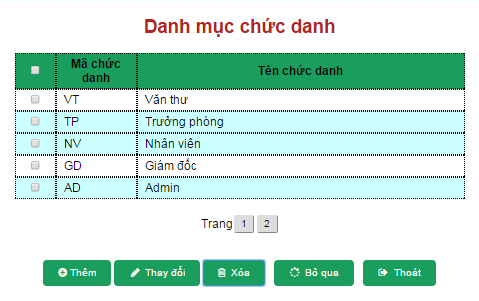 Danh mục chức danh
Mã chức danh Tên chức danh
VT Văn thư
TP Trưởng phòng
NV Nhân viên
GD Giám đốc
AD Admin
Trang 1 2
Thêm Thay đổi Xóa Bỏ qua Thoát